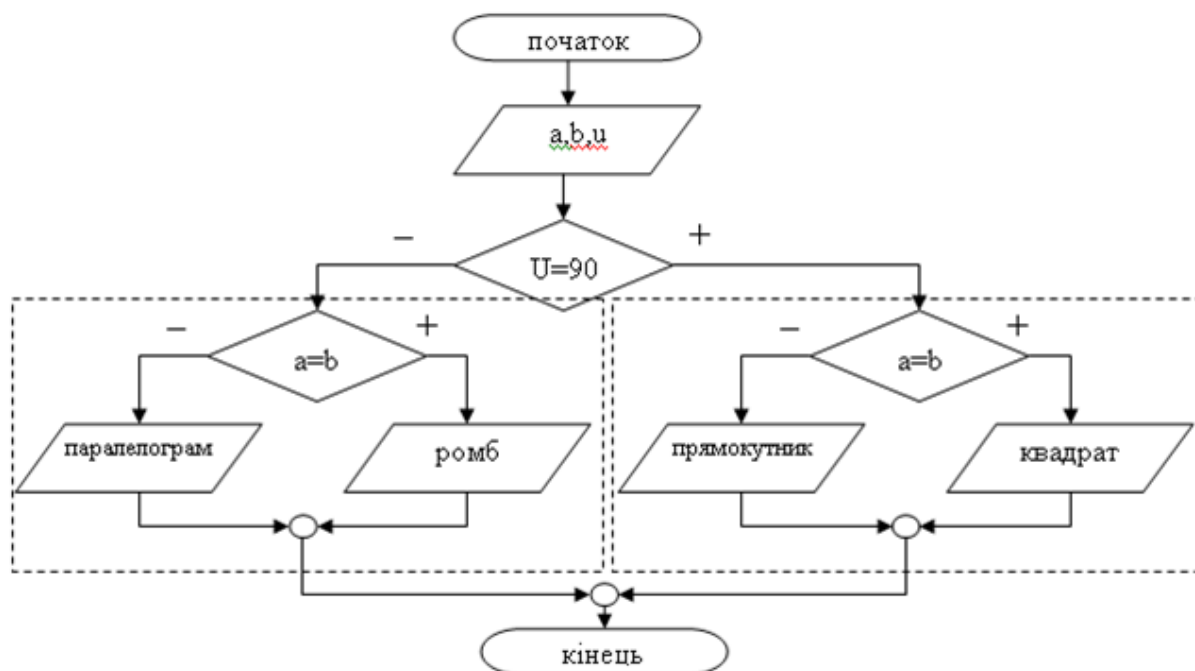 початок
a,b,u
– +
U=90
– +
a=b
– +
a=b
паралелограм
ромб
прямокутник
квадрат
кінець